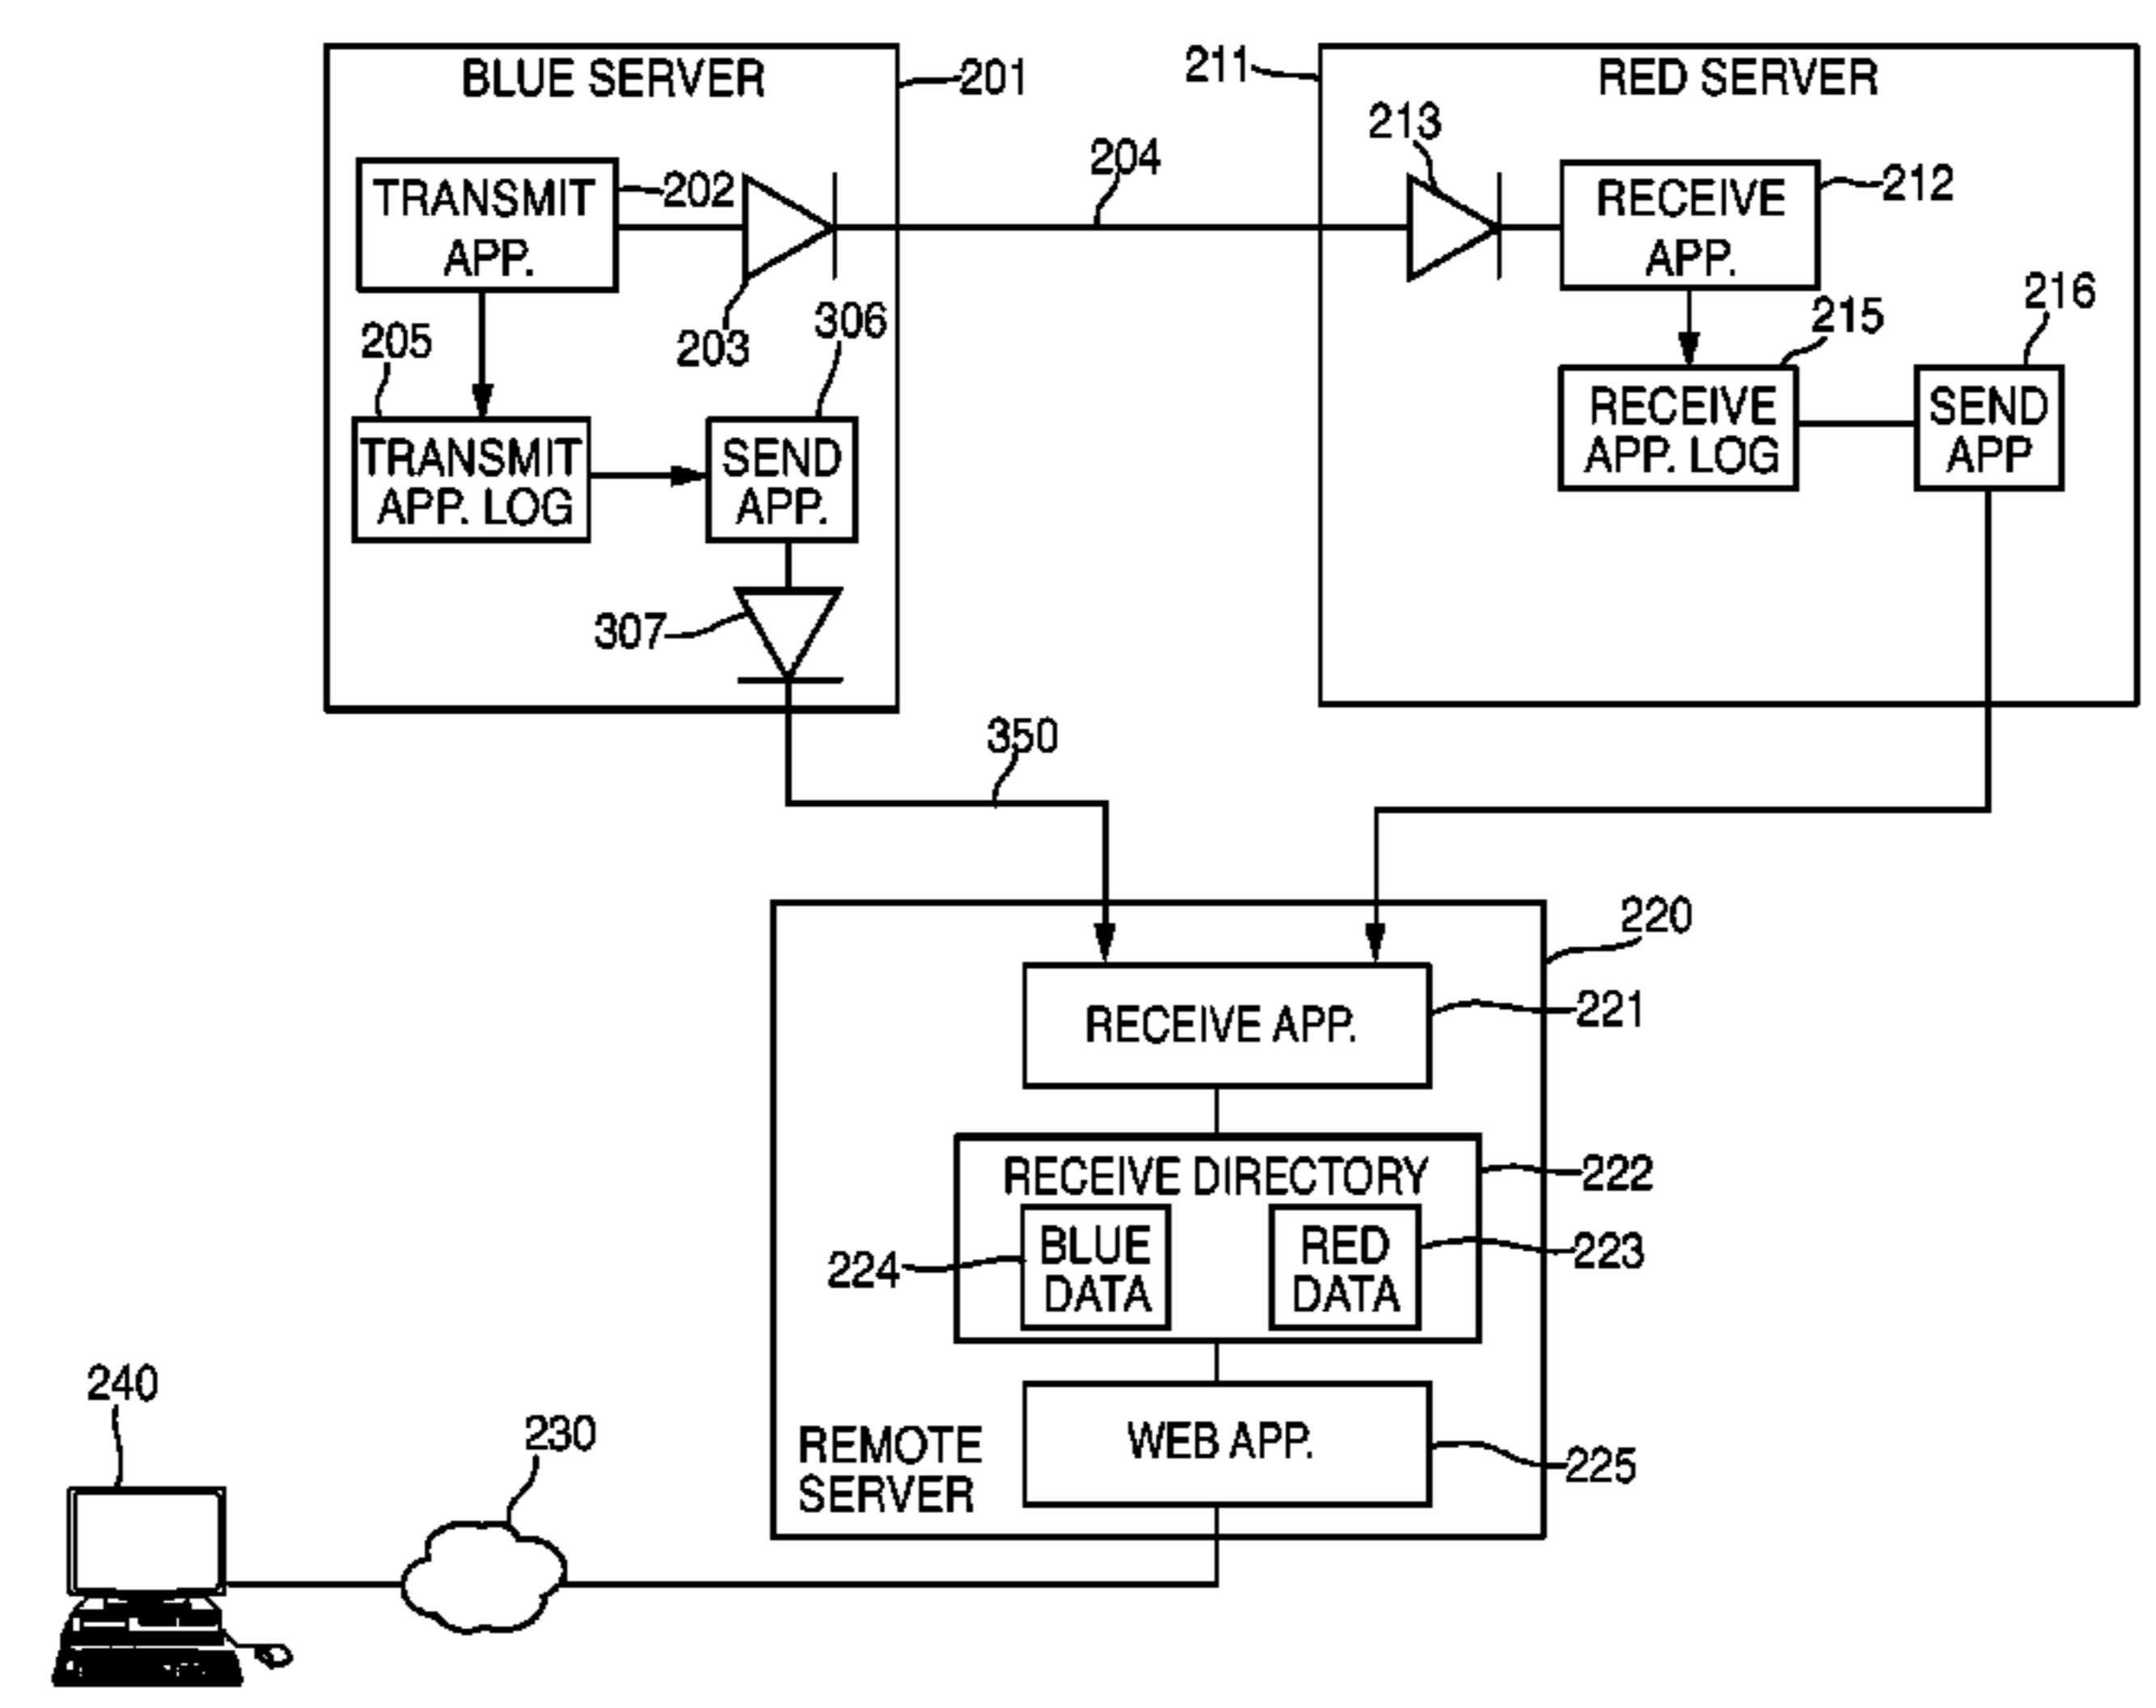 BLUE SERVER
201
211
RED SERVER
213
204
TRANSMIT
APP.
202
RECEIVE
APP.
212
203
306
205
215
216
TRANSMIT
APP. LOG
SEND
APP.
RECEIVE
APP. LOG
SEND
APP
307
350
220
RECEIVE APP.
221
RECEIVE DIRECTORY
222
BLUE
DATA
RED
DATA
224
223
240
230
REMOTE
SERVER
WEB APP.
225